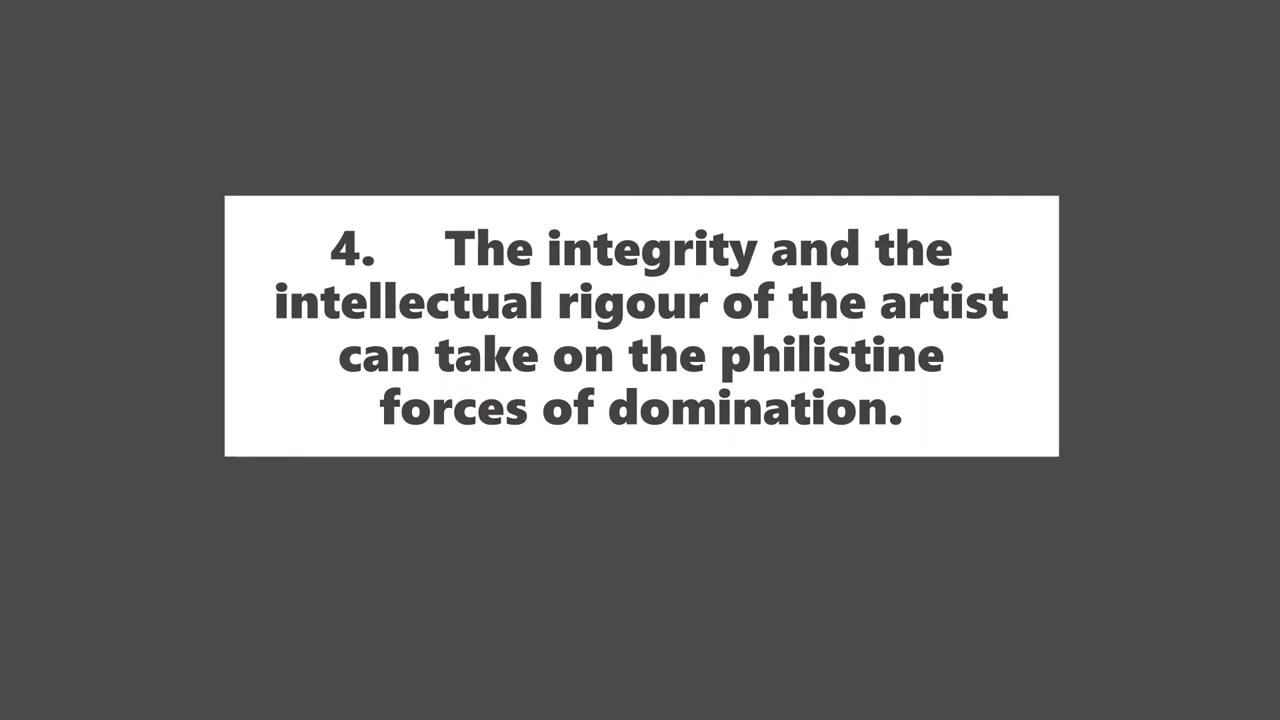 4. The integrity and the
intellectual rigour of the artist
can take on the philistine
forces of domination.